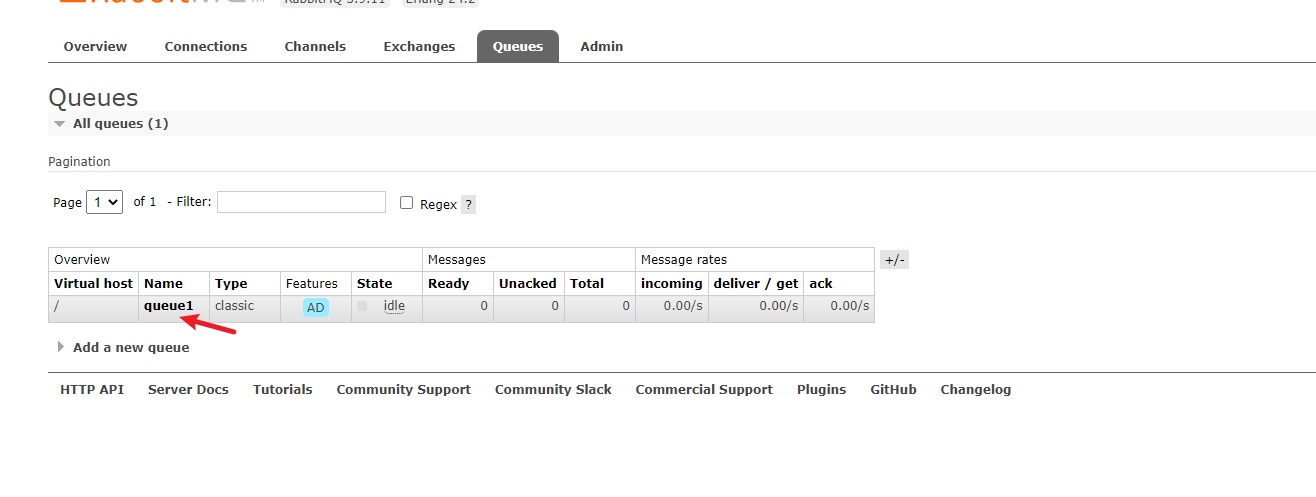 RabbitMQ TM RabbitMQ 3.9.11 Erlang 24.2
Overview Connections Channels Exchanges Queues Admin
Queues
All queues (1)
Pagination
Page 1 of 1 - Filter: Regex ?
Overview Messages Message rates +/-
Virtual host Name Type Features State Ready Unacked Total incoming deliver / get ack
/ queue1 classic AD idle 0 0 0 0.00/s 0.00/s 0.00/s
Add a new queue
HTTP API Server Docs Tutorials Community Support Community Slack Commercial Support Plugins GitHub Changelog